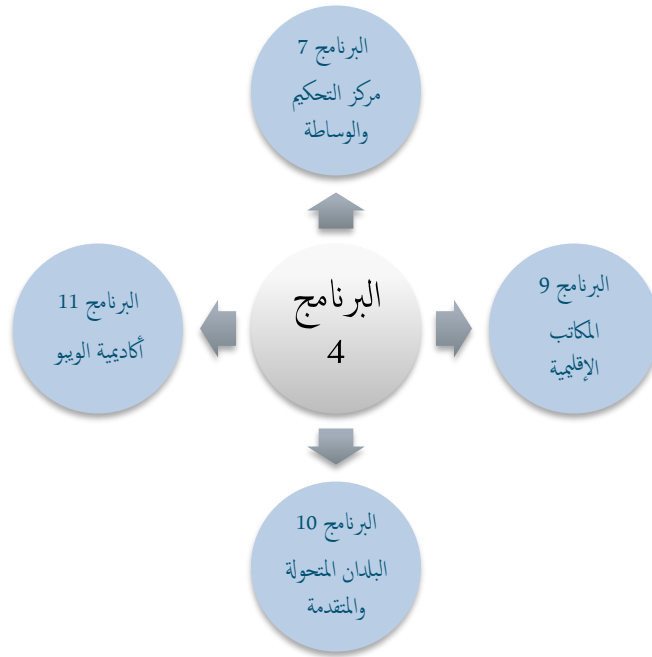 البرنامج 7
مركز التحكيم
والوساطة
البرنامج 9
المكاتب
الإقليمية
البرنامج
4
البرنامج 11
أكاديمية الويبو
البرنامج 10
البلدان المتحولة
والمتقدمة